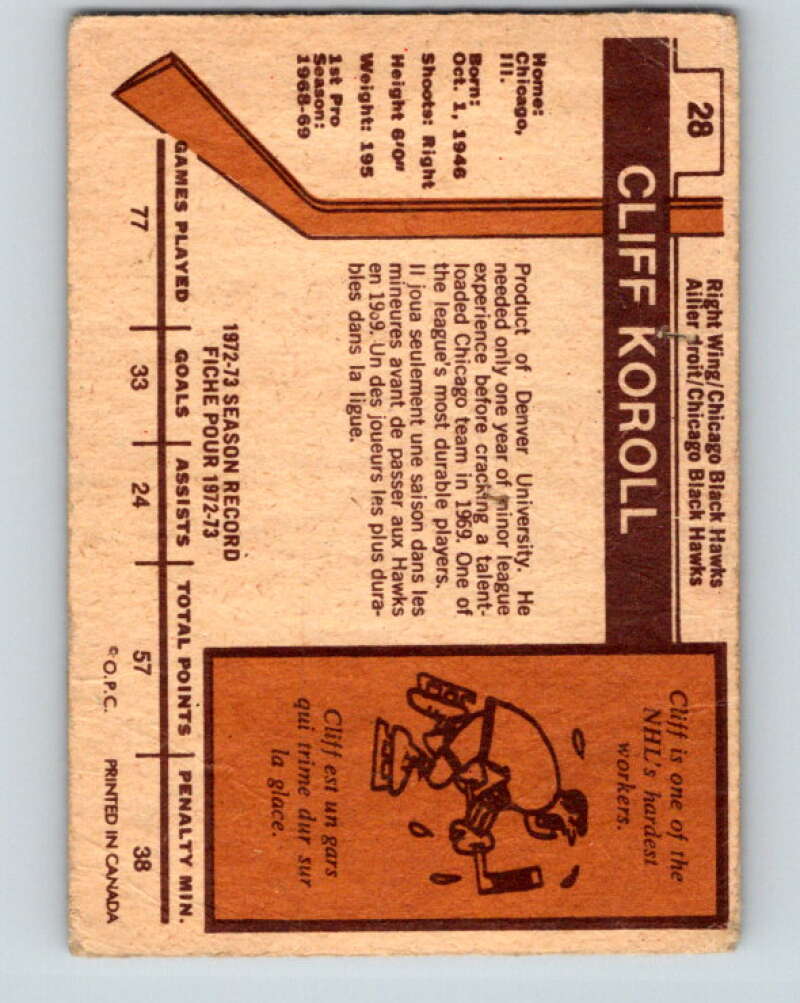 28
Right Wing/Chicago Black Hawks
Ailier droit/Chicago Black Hawks
CLIFF KOROLL
Home:
Chicago,
Ill.
Born:
Oct. 1, 1946
Shoots: Right
Height 6'0"
Weight: 195
1st Pro
Season:
1968-69
Product of Denver University. He
needed only one year of minor league
experience before cracking a talent-
loaded Chicago team in 1969. One of
the league's most durable players.
Il joua seulement une saison dans les
mineures avant de passer aux Hawks
en 1969. Un des joueurs les plus dura-
bles dans la ligue.
Cliff is one of the
NHL's hardest
workers.
Cliff est un gars
qui trime dur sur
la glace.
1972-73 SEASON RECORD
FICHE POUR 1972-73
GAMES PLAYED GOALS ASSISTS TOTAL POINTS PENALTY MIN.
77 33 24 57 38
© O.P.C. PRINTED IN CANADA